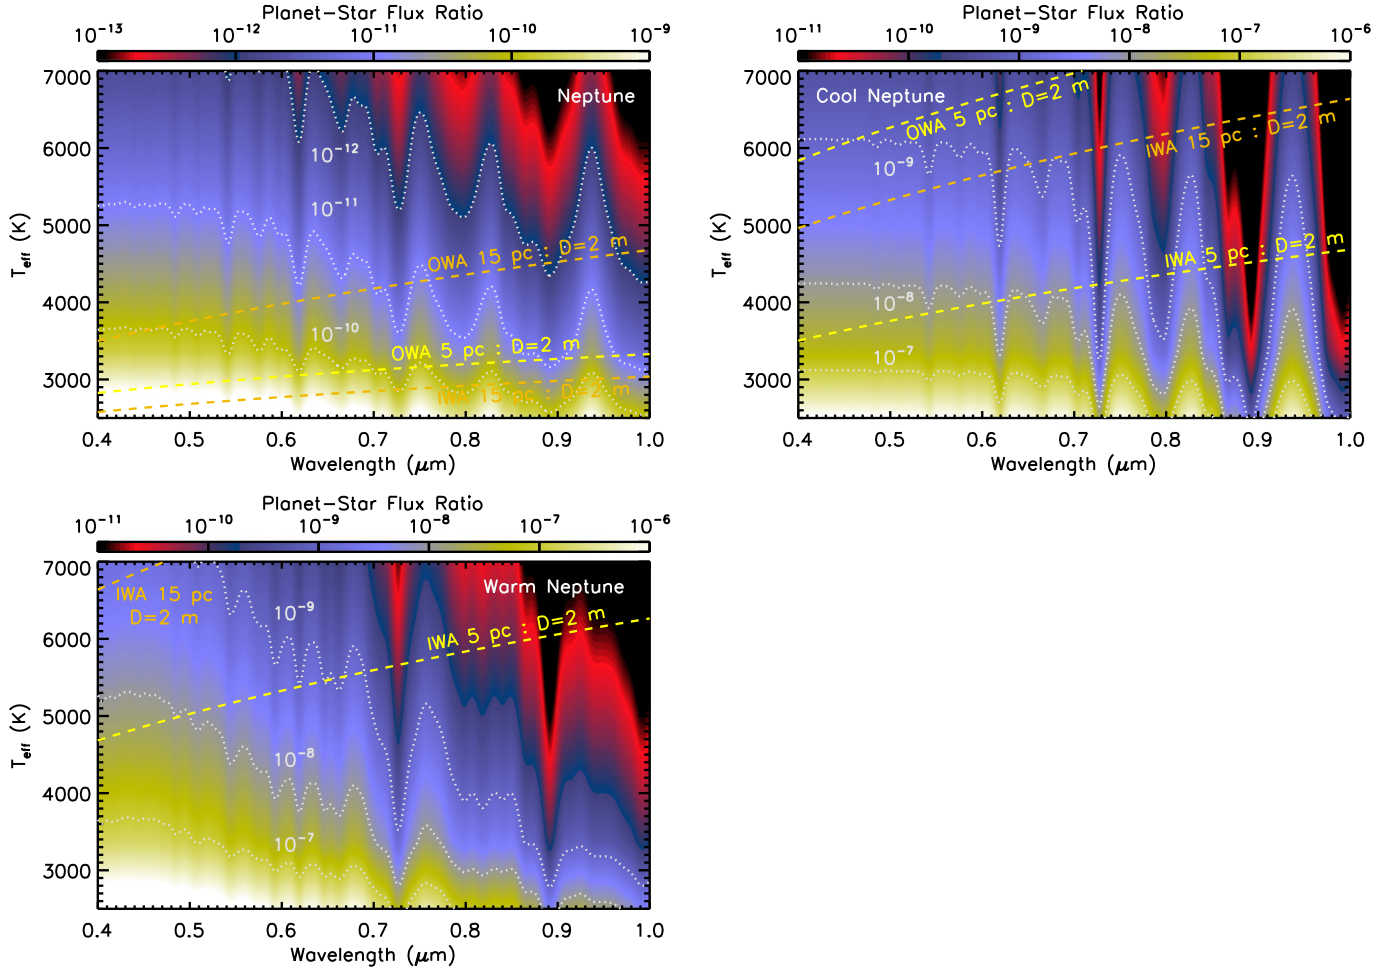 Planet-Star Flux Ratio
10⁻¹³ 10⁻¹² 10⁻¹¹ 10⁻¹⁰ 10⁻⁹
7000
6000
5000
4000
3000
T_eff (K)
Neptune
10⁻¹²
10⁻¹¹
OWA 15 pc : D=2 m
10⁻¹⁰
OWA 5 pc : D=2 m
IWA 15 pc : D=2 m
0.4 0.5 0.6 0.7 0.8 0.9 1.0
Wavelength (μm)
Planet-Star Flux Ratio
10⁻¹¹ 10⁻¹⁰ 10⁻⁹ 10⁻⁸ 10⁻⁷ 10⁻⁶
7000
6000
5000
4000
3000
T_eff (K)
Cool Neptune
OWA 5 pc : D=2 m
IWA 15 pc : D=2 m
10⁻⁹
IWA 5 pc : D=2 m
10⁻⁸
10⁻⁷
0.4 0.5 0.6 0.7 0.8 0.9 1.0
Wavelength (μm)
Planet-Star Flux Ratio
10⁻¹¹ 10⁻¹⁰ 10⁻⁹ 10⁻⁸ 10⁻⁷ 10⁻⁶
7000
6000
5000
4000
3000
T_eff (K)
IWA 15 pc
D=2 m
Warm Neptune
10⁻⁹
IWA 5 pc : D=2 m
10⁻⁸
10⁻⁷
0.4 0.5 0.6 0.7 0.8 0.9 1.0
Wavelength (μm)